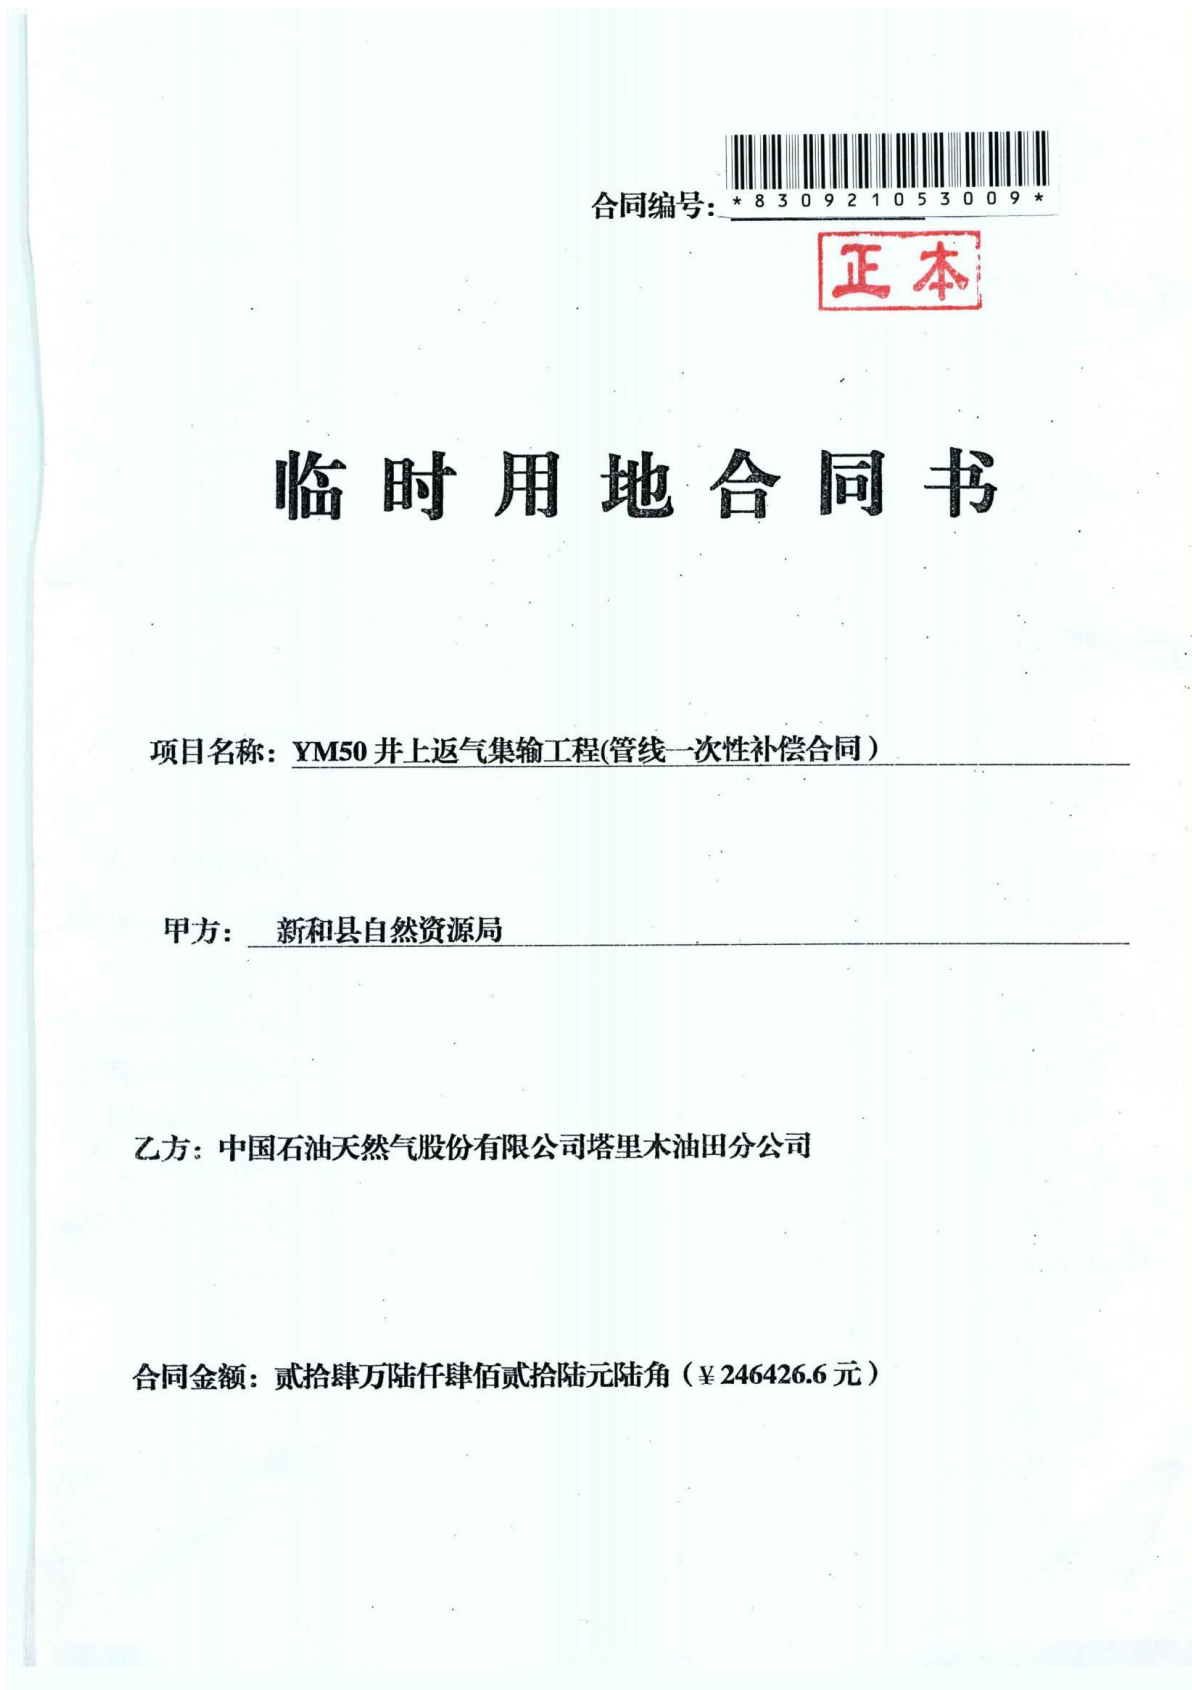 合同编号：*830921053009*
正本
临时用地合同书
项目名称：YM50 井上返气集输工程(管线一次性补偿合同）
甲方：新和县自然资源局
乙方：中国石油天然气股份有限公司塔里木油田分公司
合同金额：贰拾肆万陆仟肆佰贰拾陆元陆角（￥246426.6 元）